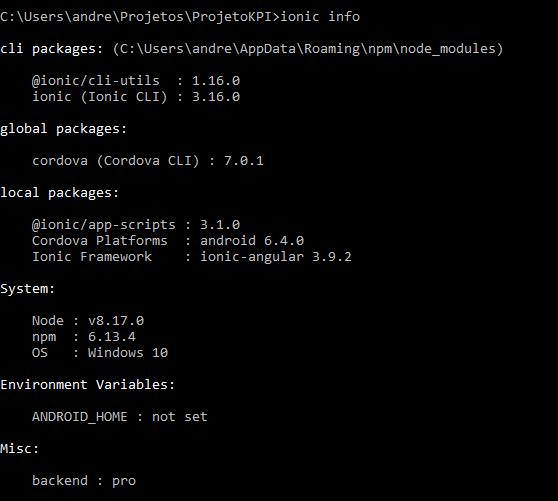 C:\Users\andre\Projetos\ProjetoKPI>ionic info
cli packages: (C:\Users\andre\AppData\Roaming\npm\node_modules)
@ionic/cli-utils : 1.16.0
ionic (Ionic CLI) : 3.16.0
global packages:
cordova (Cordova CLI) : 7.0.1
local packages:
@ionic/app-scripts : 3.1.0
Cordova Platforms : android 6.4.0
Ionic Framework : ionic-angular 3.9.2
System:
Node : v8.17.0
npm : 6.13.4
OS : Windows 10
Environment Variables:
ANDROID_HOME : not set
Misc:
backend : pro